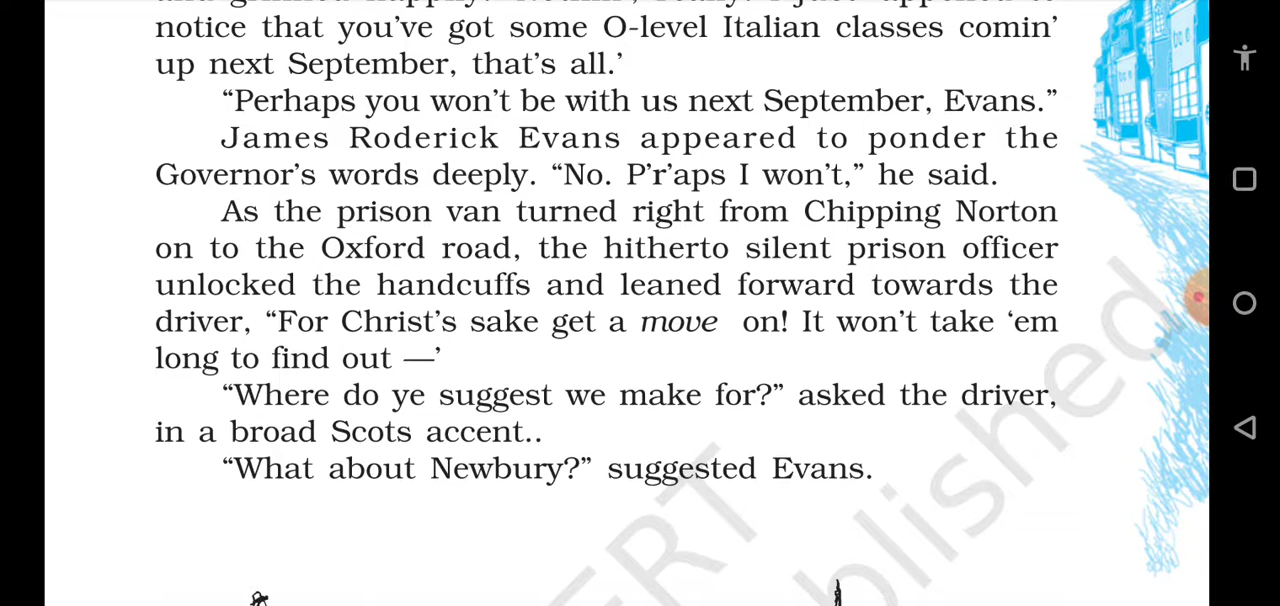 notice that you’ve got some O-level Italian classes comin’
up next September, that’s all.’
“Perhaps you won’t be with us next September, Evans.”
James Roderick Evans appeared to ponder the
Governor’s words deeply. “No. P’r’aps I won’t,” he said.
As the prison van turned right from Chipping Norton
on to the Oxford road, the hitherto silent prison officer
unlocked the handcuffs and leaned forward towards the
driver, “For Christ’s sake get a move on! It won’t take ‘em
long to find out —’
“Where do ye suggest we make for?” asked the driver,
in a broad Scots accent..
“What about Newbury?” suggested Evans.
ERT
blished